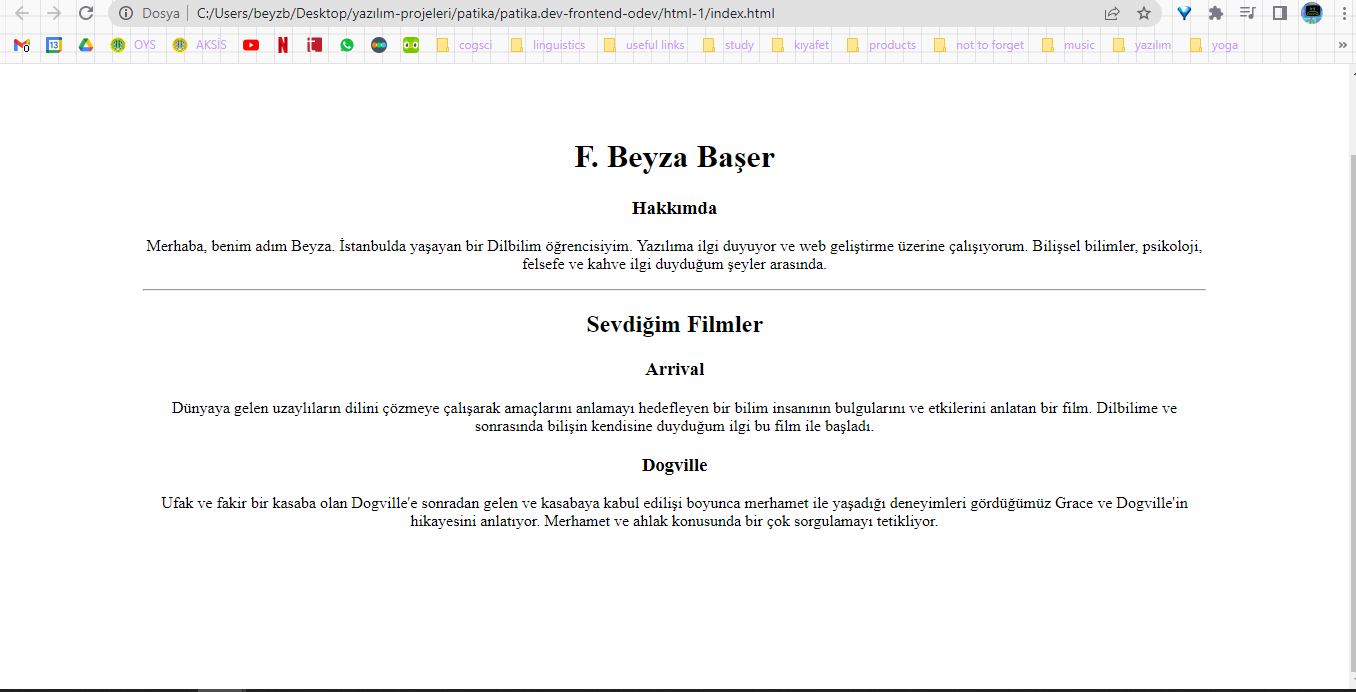 Dosya | C:/Users/beyzb/Desktop/yazılım-projeleri/patika/patika.dev-frontend-odev/html-1/index.html
0 13 OYS AKSİS N cogsci linguistics useful links study kıyafet products not to forget music yazılım yoga »
F. Beyza Başer
Hakkımda
Merhaba, benim adım Beyza. İstanbulda yaşayan bir Dilbilim öğrencisiyim. Yazılıma ilgi duyuyor ve web geliştirme üzerine çalışıyorum. Bilişsel bilimler, psikoloji,
felsefe ve kahve ilgi duyduğum şeyler arasında.
Sevdiğim Filmler
Arrival
Dünyaya gelen uzaylıların dilini çözmeye çalışarak amaçlarını anlamayı hedefleyen bir bilim insanının bulgularını ve etkilerini anlatan bir film. Dilbilime ve
sonrasında bilişin kendisine duyduğum ilgi bu film ile başladı.
Dogville
Ufak ve fakir bir kasaba olan Dogville'e sonradan gelen ve kasabaya kabul edilişi boyunca merhamet ile yaşadığı deneyimleri gördüğümüz Grace ve Dogville'in
hikayesini anlatıyor. Merhamet ve ahlak konusunda bir çok sorgulamayı tetikliyor.